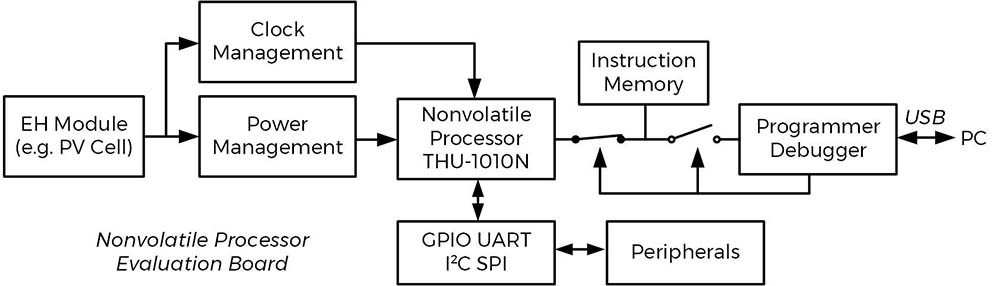 Clock
Management
EH Module
(e.g. PV Cell)
Power
Management
Nonvolatile
Processor
THU-1010N
Instruction
Memory
Programmer
Debugger
USB
PC
GPIO UART
I²C SPI
Peripherals
Nonvolatile Processor
Evaluation Board